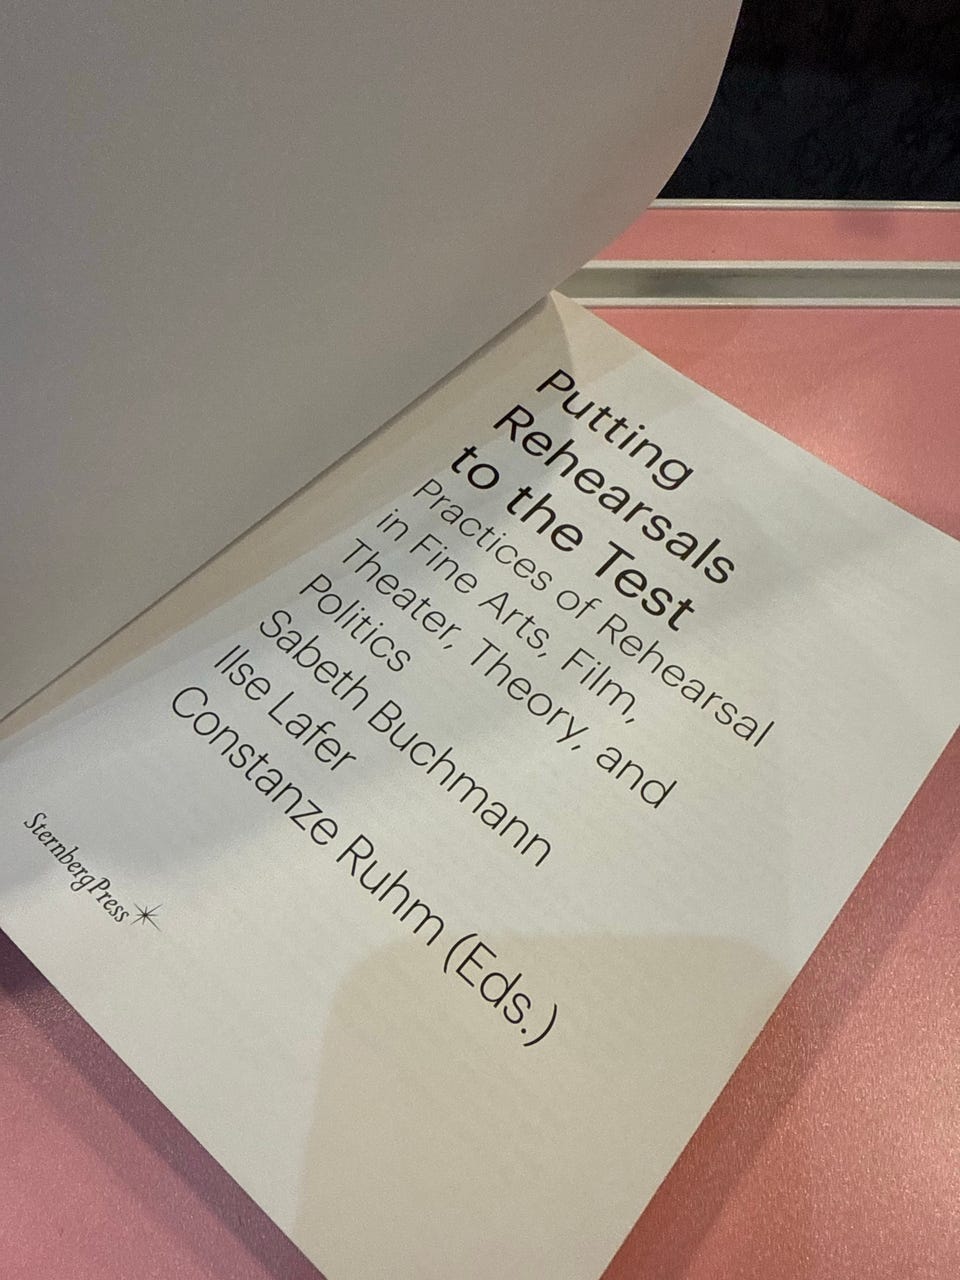 Putting
Rehearsals
to the Test
Practices of Rehearsal
in Fine Arts, Film,
Theater, Theory, and
Politics
Sabeth Buchmann
Ilse Lafer
Constanze Ruhm (Eds.)
SternbergPress